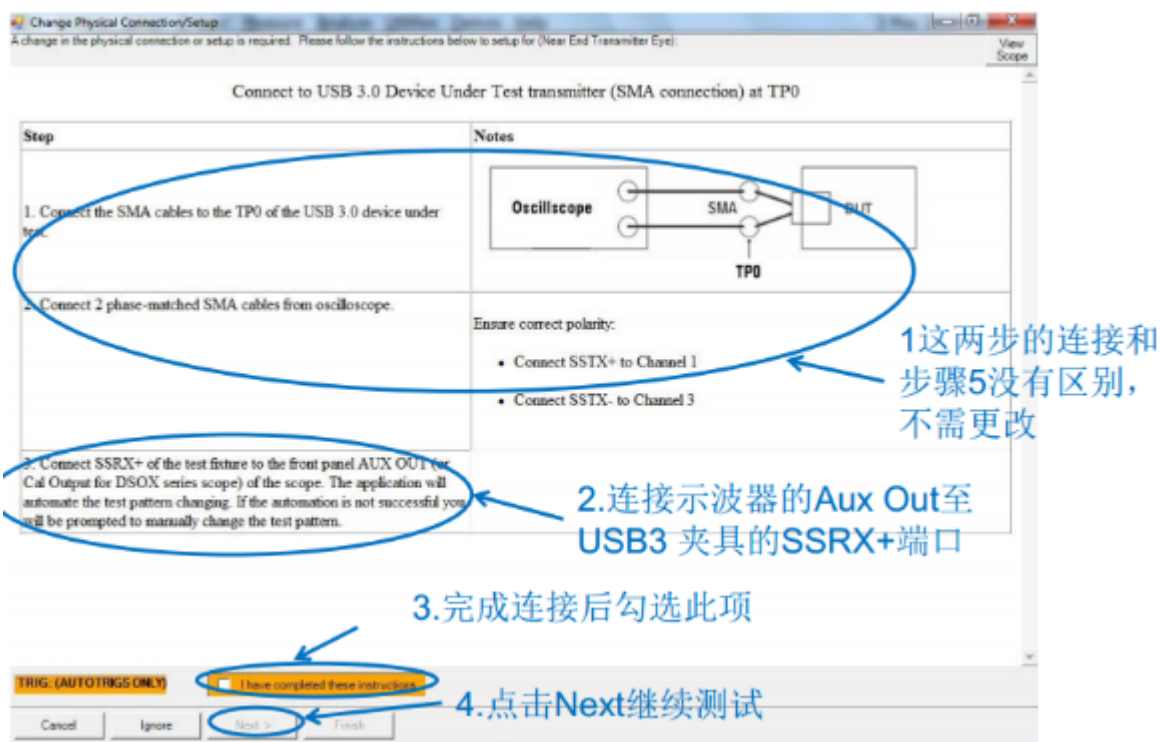 Change Physical Connection/Setup
A change in the physical connection or setup is required. Please follow the instructions below to setup for (Near End Transmitter Eye):
View
Scope
Connect to USB 3.0 Device Under Test transmitter (SMA connection) at TP0
Step
Notes
1. Connect the SMA cables to the TP0 of the USB 3.0 device under
test.
Oscillscope
SMA
DUT
TP0
2. Connect 2 phase-matched SMA cables from oscilloscope.
Ensure correct polarity:
• Connect SSTX+ to Channel 1
• Connect SSTX- to Channel 3
1这两步的连接和
步骤5没有区别，
不需更改
3. Connect SSRX+ of the test fixture to the front panel AUX OUT (or
Cal Output for DSOX series scope) of the scope. The application will
automate the test pattern changing. If the automation is not successful you
will be prompted to manually change the test pattern.
2.连接示波器的Aux Out至
USB3 夹具的SSRX+端口
3.完成连接后勾选此项
TRIG: (AUTOTRIGS ONLY)
I have completed these instructions
4.点击Next继续测试
Cancel
Ignore
Next >
Finish